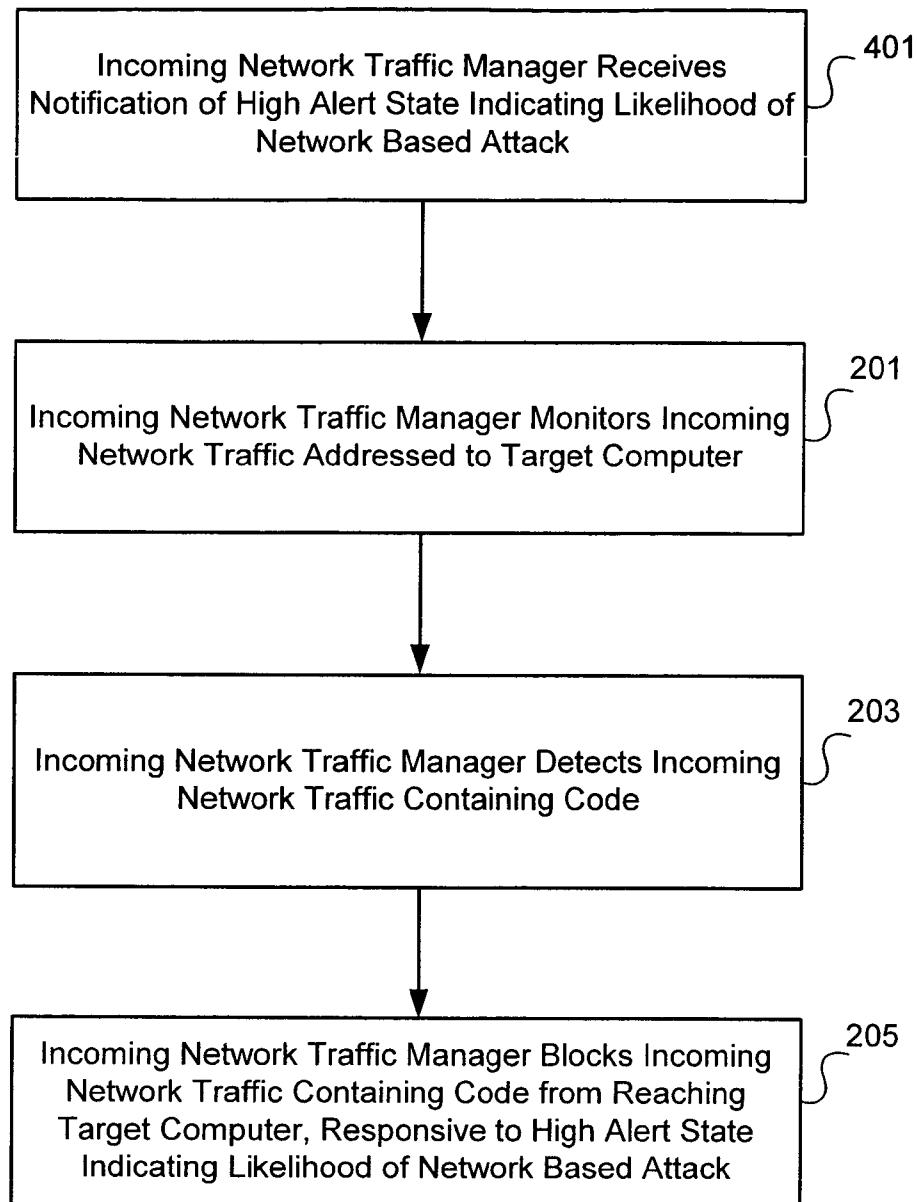 Incoming Network Traffic Manager Receives
Notification of High Alert State Indicating Likelihood of
Network Based Attack
401
Incoming Network Traffic Manager Monitors Incoming
Network Traffic Addressed to Target Computer
201
Incoming Network Traffic Manager Detects Incoming
Network Traffic Containing Code
203
Incoming Network Traffic Manager Blocks Incoming
Network Traffic Containing Code from Reaching
Target Computer, Responsive to High Alert State
Indicating Likelihood of Network Based Attack
205